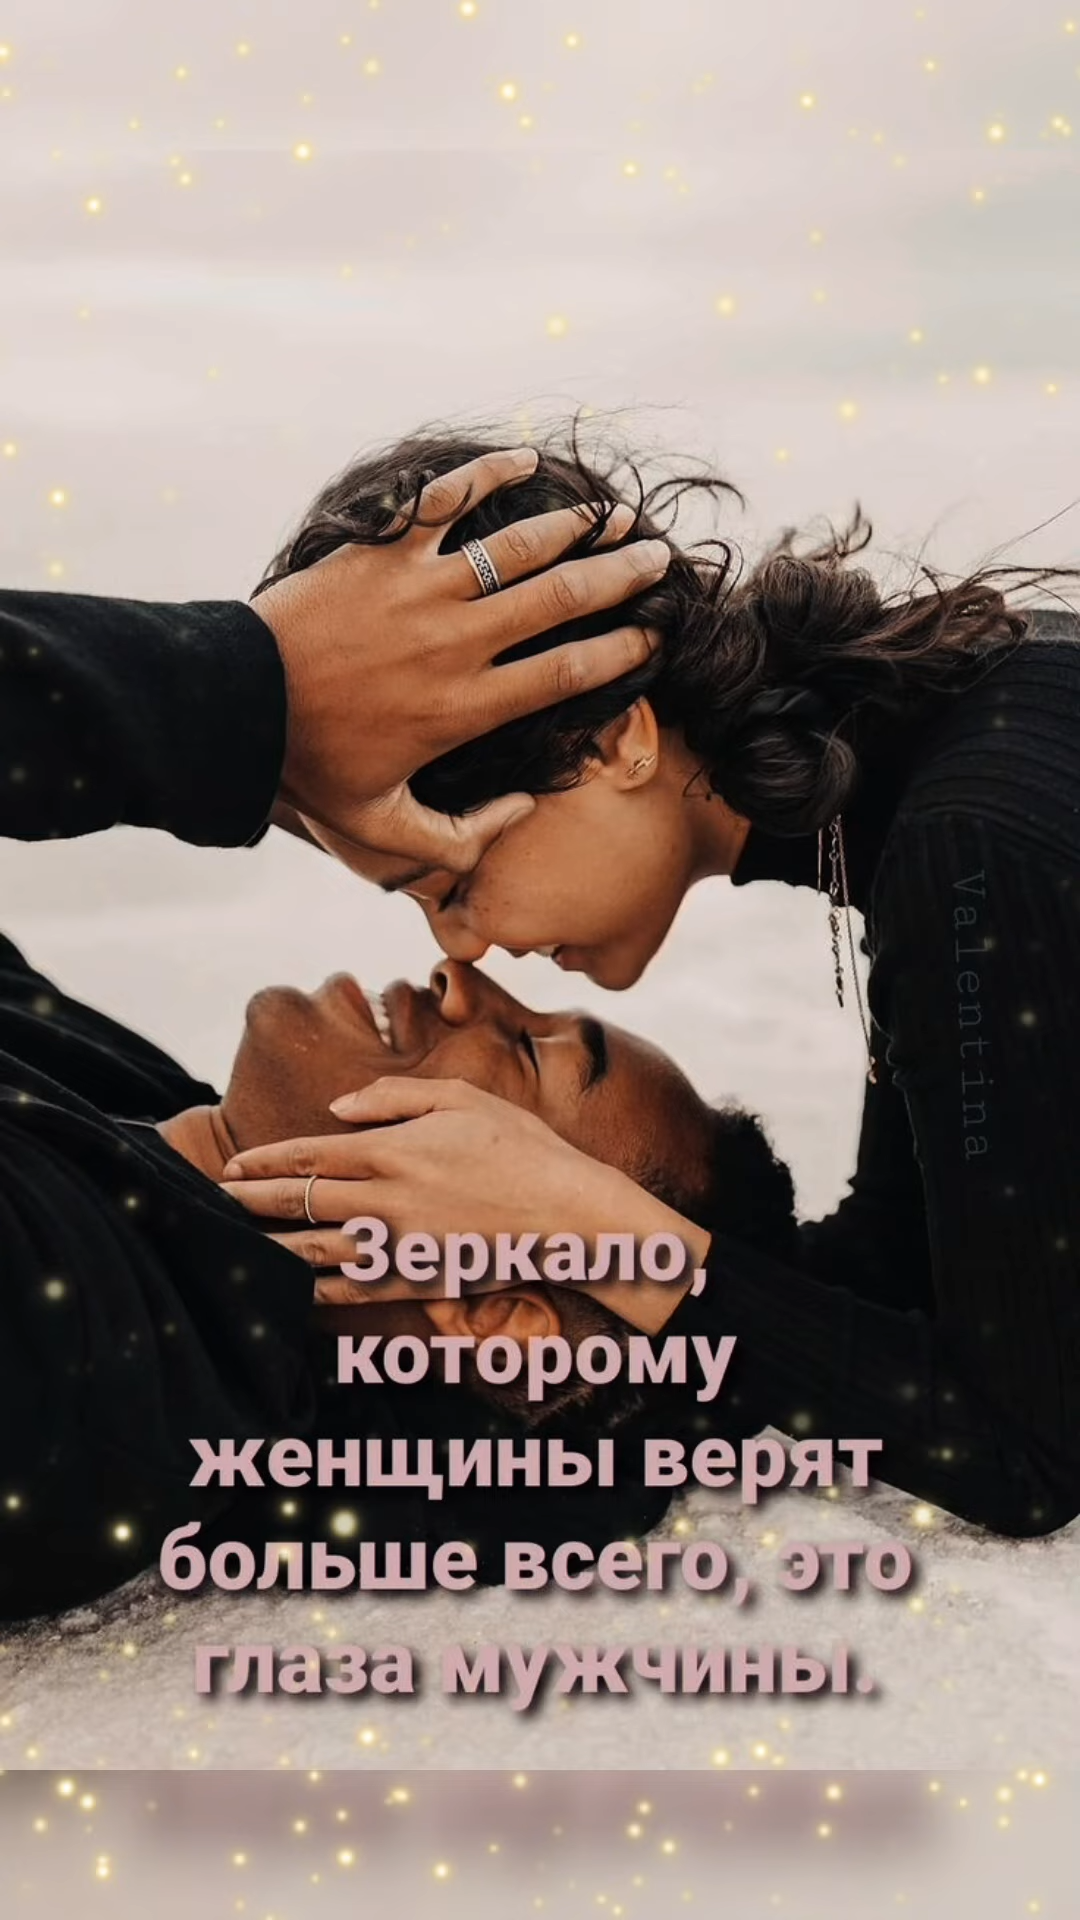 Valentina
Зеркало,
которому
женщины верят
больше всего, это
глаза мужчины.